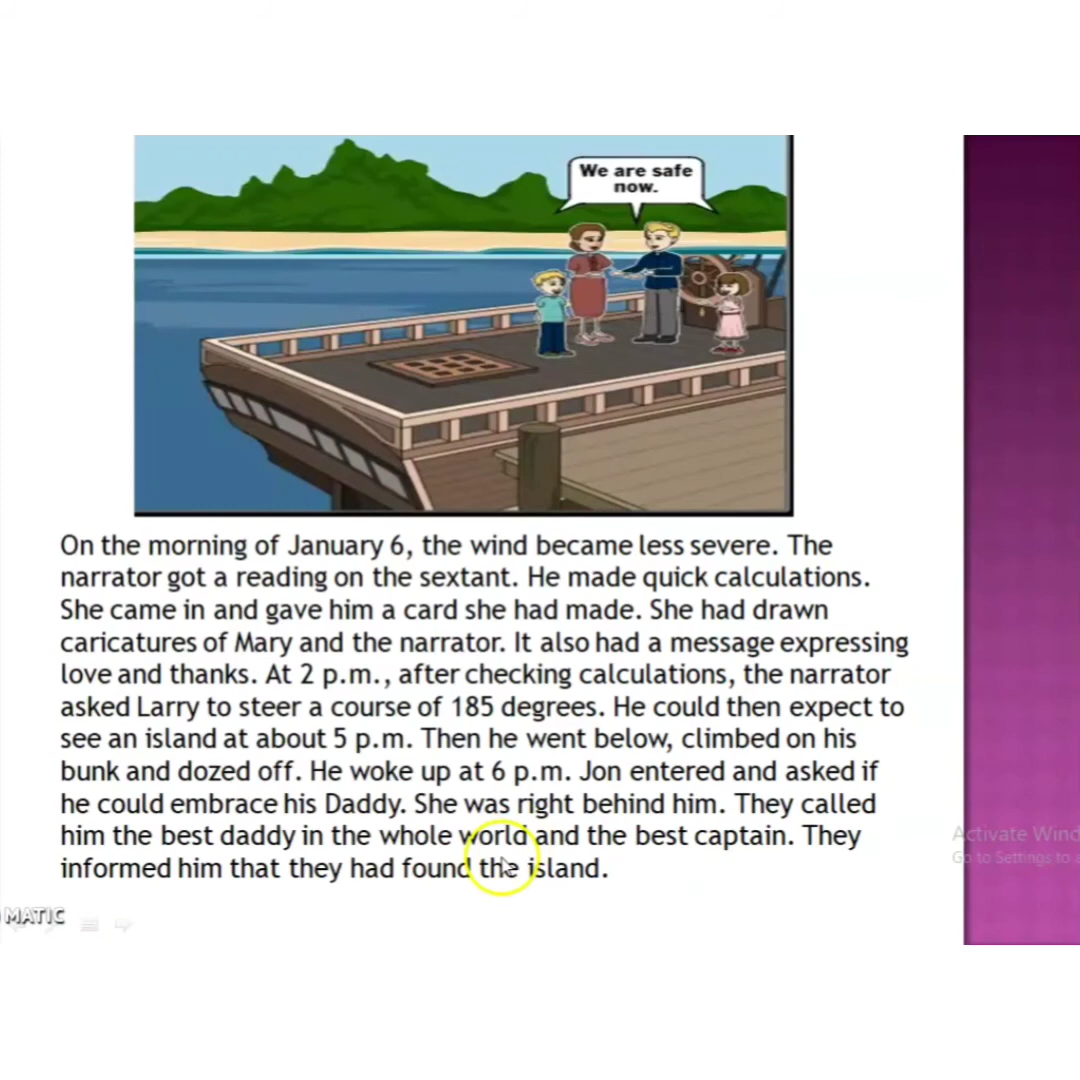 We are safe
now.
On the morning of January 6, the wind became less severe. The
narrator got a reading on the sextant. He made quick calculations.
She came in and gave him a card she had made. She had drawn
caricatures of Mary and the narrator. It also had a message expressing
love and thanks. At 2 p.m., after checking calculations, the narrator
asked Larry to steer a course of 185 degrees. He could then expect to
see an island at about 5 p.m. Then he went below, climbed on his
bunk and dozed off. He woke up at 6 p.m. Jon entered and asked if
he could embrace his Daddy. She was right behind him. They called
him the best daddy in the whole world and the best captain. They
informed him that they had found the island.
Activate Wind
Go to Settings to a
MATIC